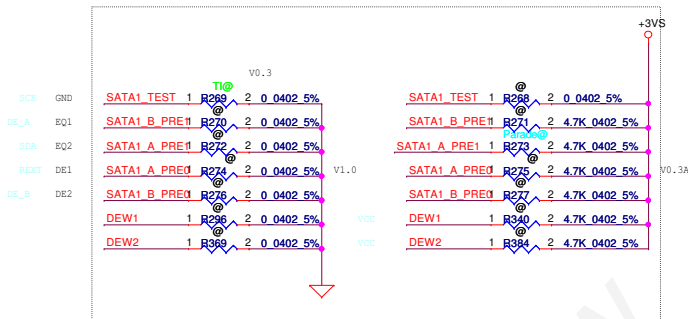 +3VS
V0.3
TI@ @
SCK GND SATA1_TEST 1 R269 2 0_0402_5% SATA1_TEST 1 R268 2 0_0402_5%
@ @
DE_A EQ1 SATA1_B_PRE1 1 R270 2 0_0402_5% SATA1_B_PRE1 1 R271 2 4.7K_0402_5%
@ Parade@
SDA EQ2 SATA1_A_PRE1 1 R272 2 0_0402_5% SATA1_A_PRE1 1 R273 2 4.7K_0402_5%
@ @
REXT DE1 SATA1_A_PRE0 1 R274 2 0_0402_5% V1.0 SATA1_A_PRE0 1 R275 2 4.7K_0402_5% V0.3A
@ @
DE_B DE2 SATA1_B_PRE0 1 R276 2 0_0402_5% SATA1_B_PRE0 1 R277 2 4.7K_0402_5%
@ @
DEW1 1 R296 2 0_0402_5% VCC DEW1 1 R340 2 4.7K_0402_5%
@ @
DEW2 1 R369 2 0_0402_5% VCC DEW2 1 R384 2 4.7K_0402_5%